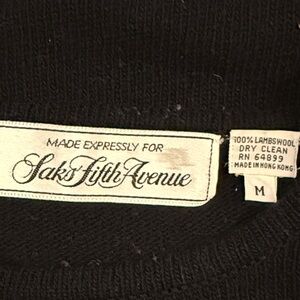 MADE EXPRESSLY FOR
Saks Fifth Avenue
100% LAMBSWOOL
DRY CLEAN
RN 64899
MADE IN HONG KONG
M